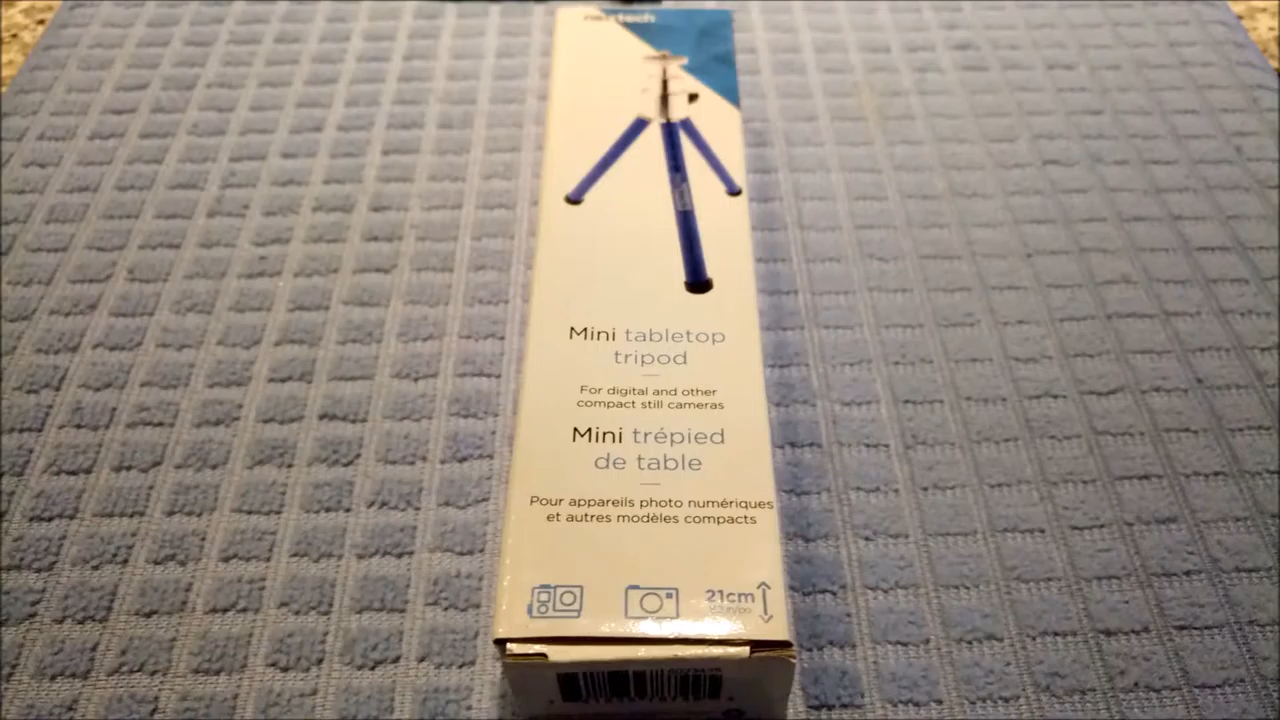 nextech
Mini tabletop
tripod
For digital and other
compact still cameras
Mini trépied
de table
Pour appareils photo numériques
et autres modèles compacts
21cm